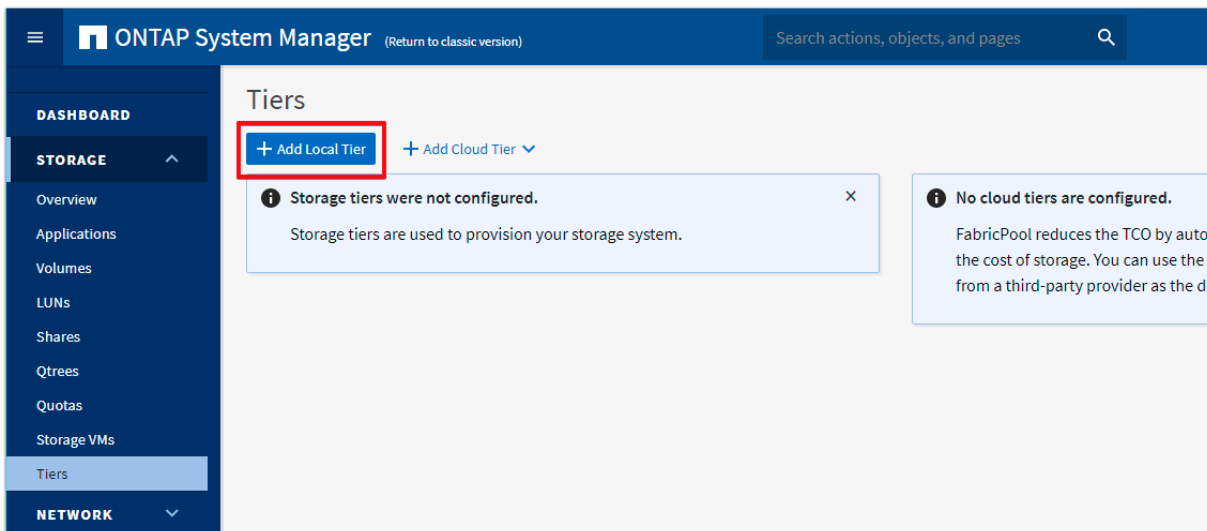 ONTAP System Manager (Return to classic version)
Search actions, objects, and pages
DASHBOARD
STORAGE
Overview
Applications
Volumes
LUNs
Shares
Qtrees
Quotas
Storage VMs
Tiers
NETWORK
Tiers
+ Add Local Tier
+ Add Cloud Tier
Storage tiers were not configured.
Storage tiers are used to provision your storage system.
No cloud tiers are configured.
FabricPool reduces the TCO by auto
the cost of storage. You can use the
from a third-party provider as the d